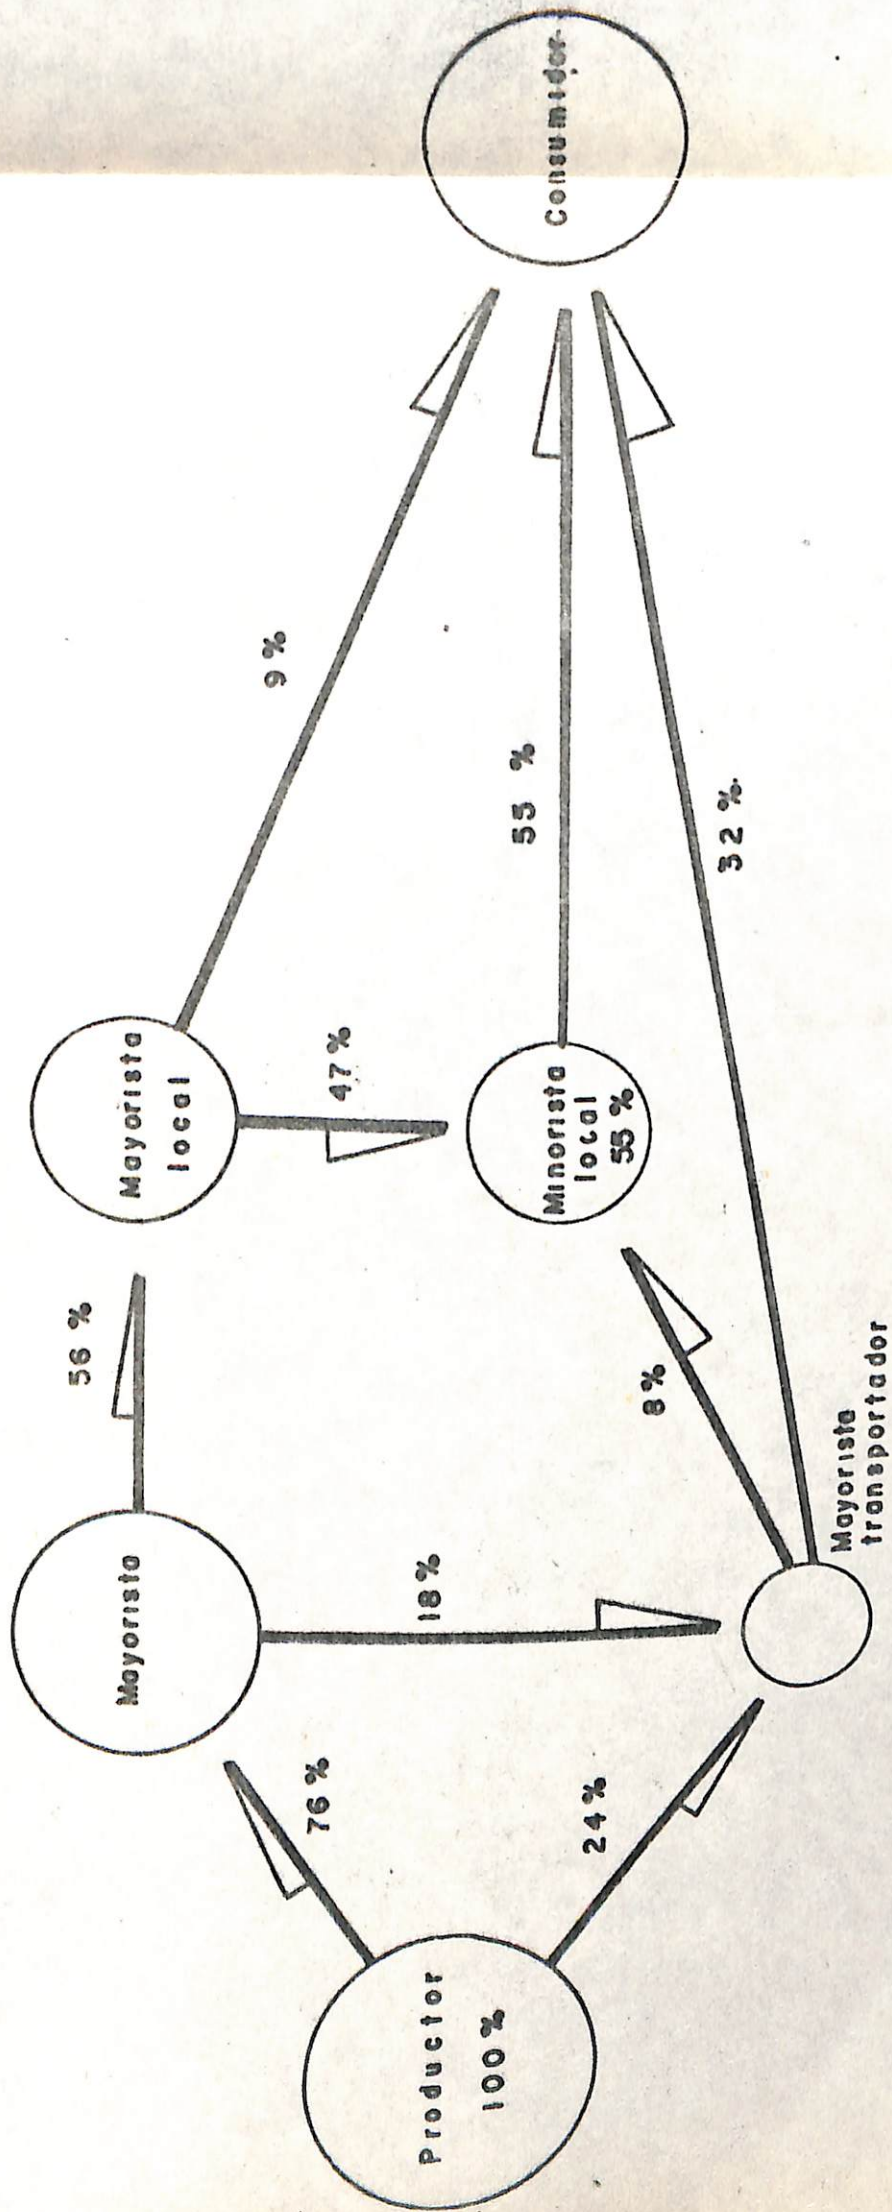 Productor
100%
76%
24%
Mayorista
18%
Mayorista
transportador
56 %
8%
Mayorista
local
47%
Minorista
local
55 %
9%
55 %
32 %
Consumidor